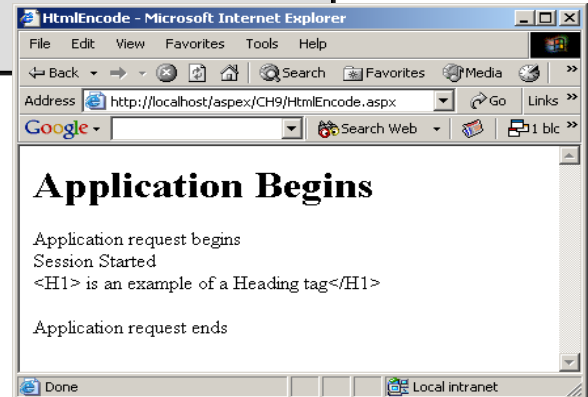 HtmlEncode - Microsoft Internet Explorer
File Edit View Favorites Tools Help
Back Search Favorites Media »
Address http://localhost/aspex/CH9/HtmlEncode.aspx Go Links »
Google Search Web 1 blc »
Application Begins
Application request begins
Session Started
<H1> is an example of a Heading tag</H1>
Application request ends
Done Local intranet